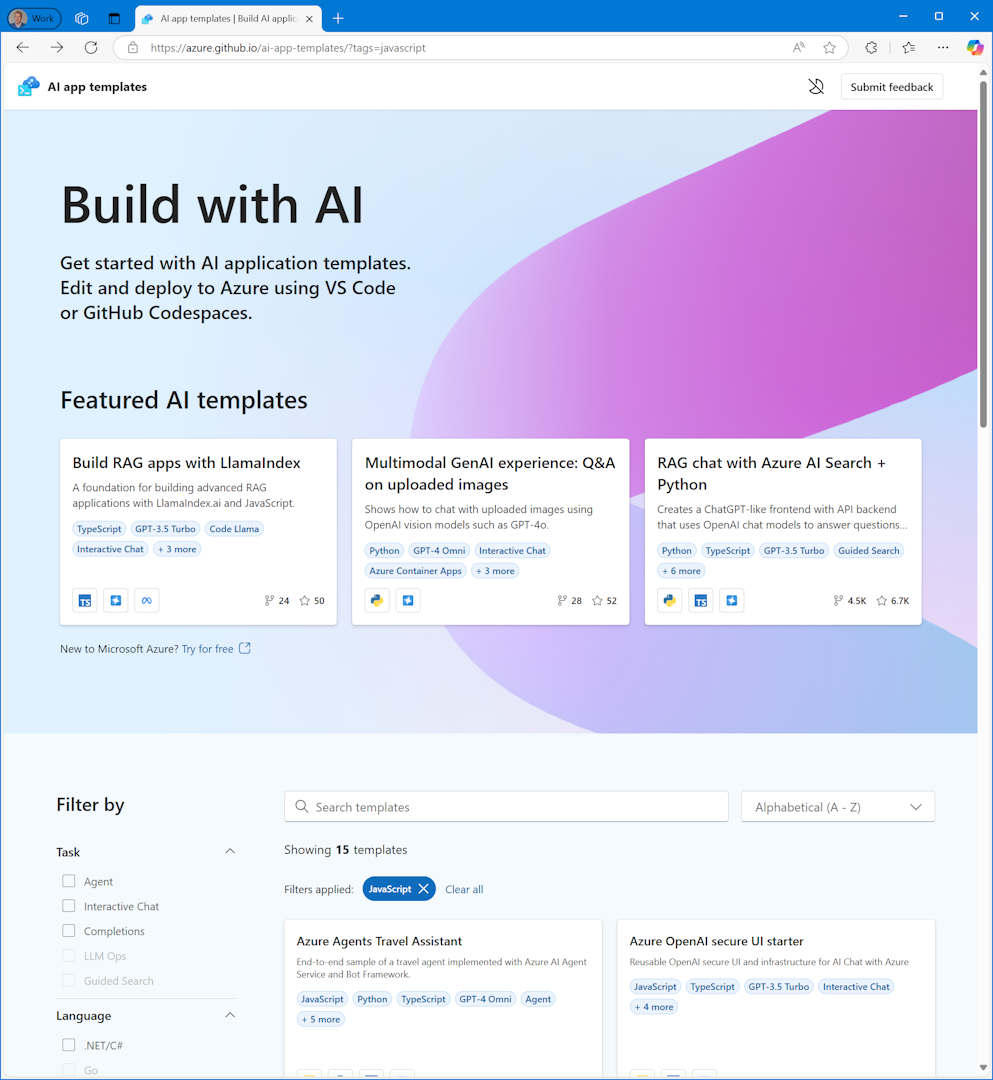 Work
AI app templates | Build AI applic
https://azure.github.io/ai-app-templates/?tags=javascript
AI app templates
Submit feedback
Build with AI
Get started with AI application templates.
Edit and deploy to Azure using VS Code
or GitHub Codespaces.
Featured AI templates
Build RAG apps with LlamaIndex
A foundation for building advanced RAG
applications with LlamaIndex.ai and JavaScript.
TypeScript GPT-3.5 Turbo Code Llama
Interactive Chat + 3 more
TS
24 50
Multimodal GenAI experience: Q&A
on uploaded images
Shows how to chat with uploaded images using
OpenAI vision models such as GPT-4o.
Python GPT-4 Omni Interactive Chat
Azure Container Apps + 3 more
28 52
RAG chat with Azure AI Search +
Python
Creates a ChatGPT-like frontend with API backend
that uses OpenAI chat models to answer questions...
Python TypeScript GPT-3.5 Turbo Guided Search
+ 6 more
TS
4.5K 6.7K
New to Microsoft Azure? Try for free
Filter by
Search templates
Alphabetical (A - Z)
Task
Agent
Interactive Chat
Completions
LLM Ops
Guided Search
Language
.NET/C#
Go
Showing 15 templates
Filters applied: JavaScript Clear all
Azure Agents Travel Assistant
End-to-end sample of a travel agent implemented with Azure AI Agent
Service and Bot Framework.
JavaScript Python TypeScript GPT-4 Omni Agent
+ 5 more
Azure OpenAI secure UI starter
Reusable OpenAI secure UI and infrastructure for AI Chat with Azure
JavaScript TypeScript GPT-3.5 Turbo Interactive Chat
+ 4 more